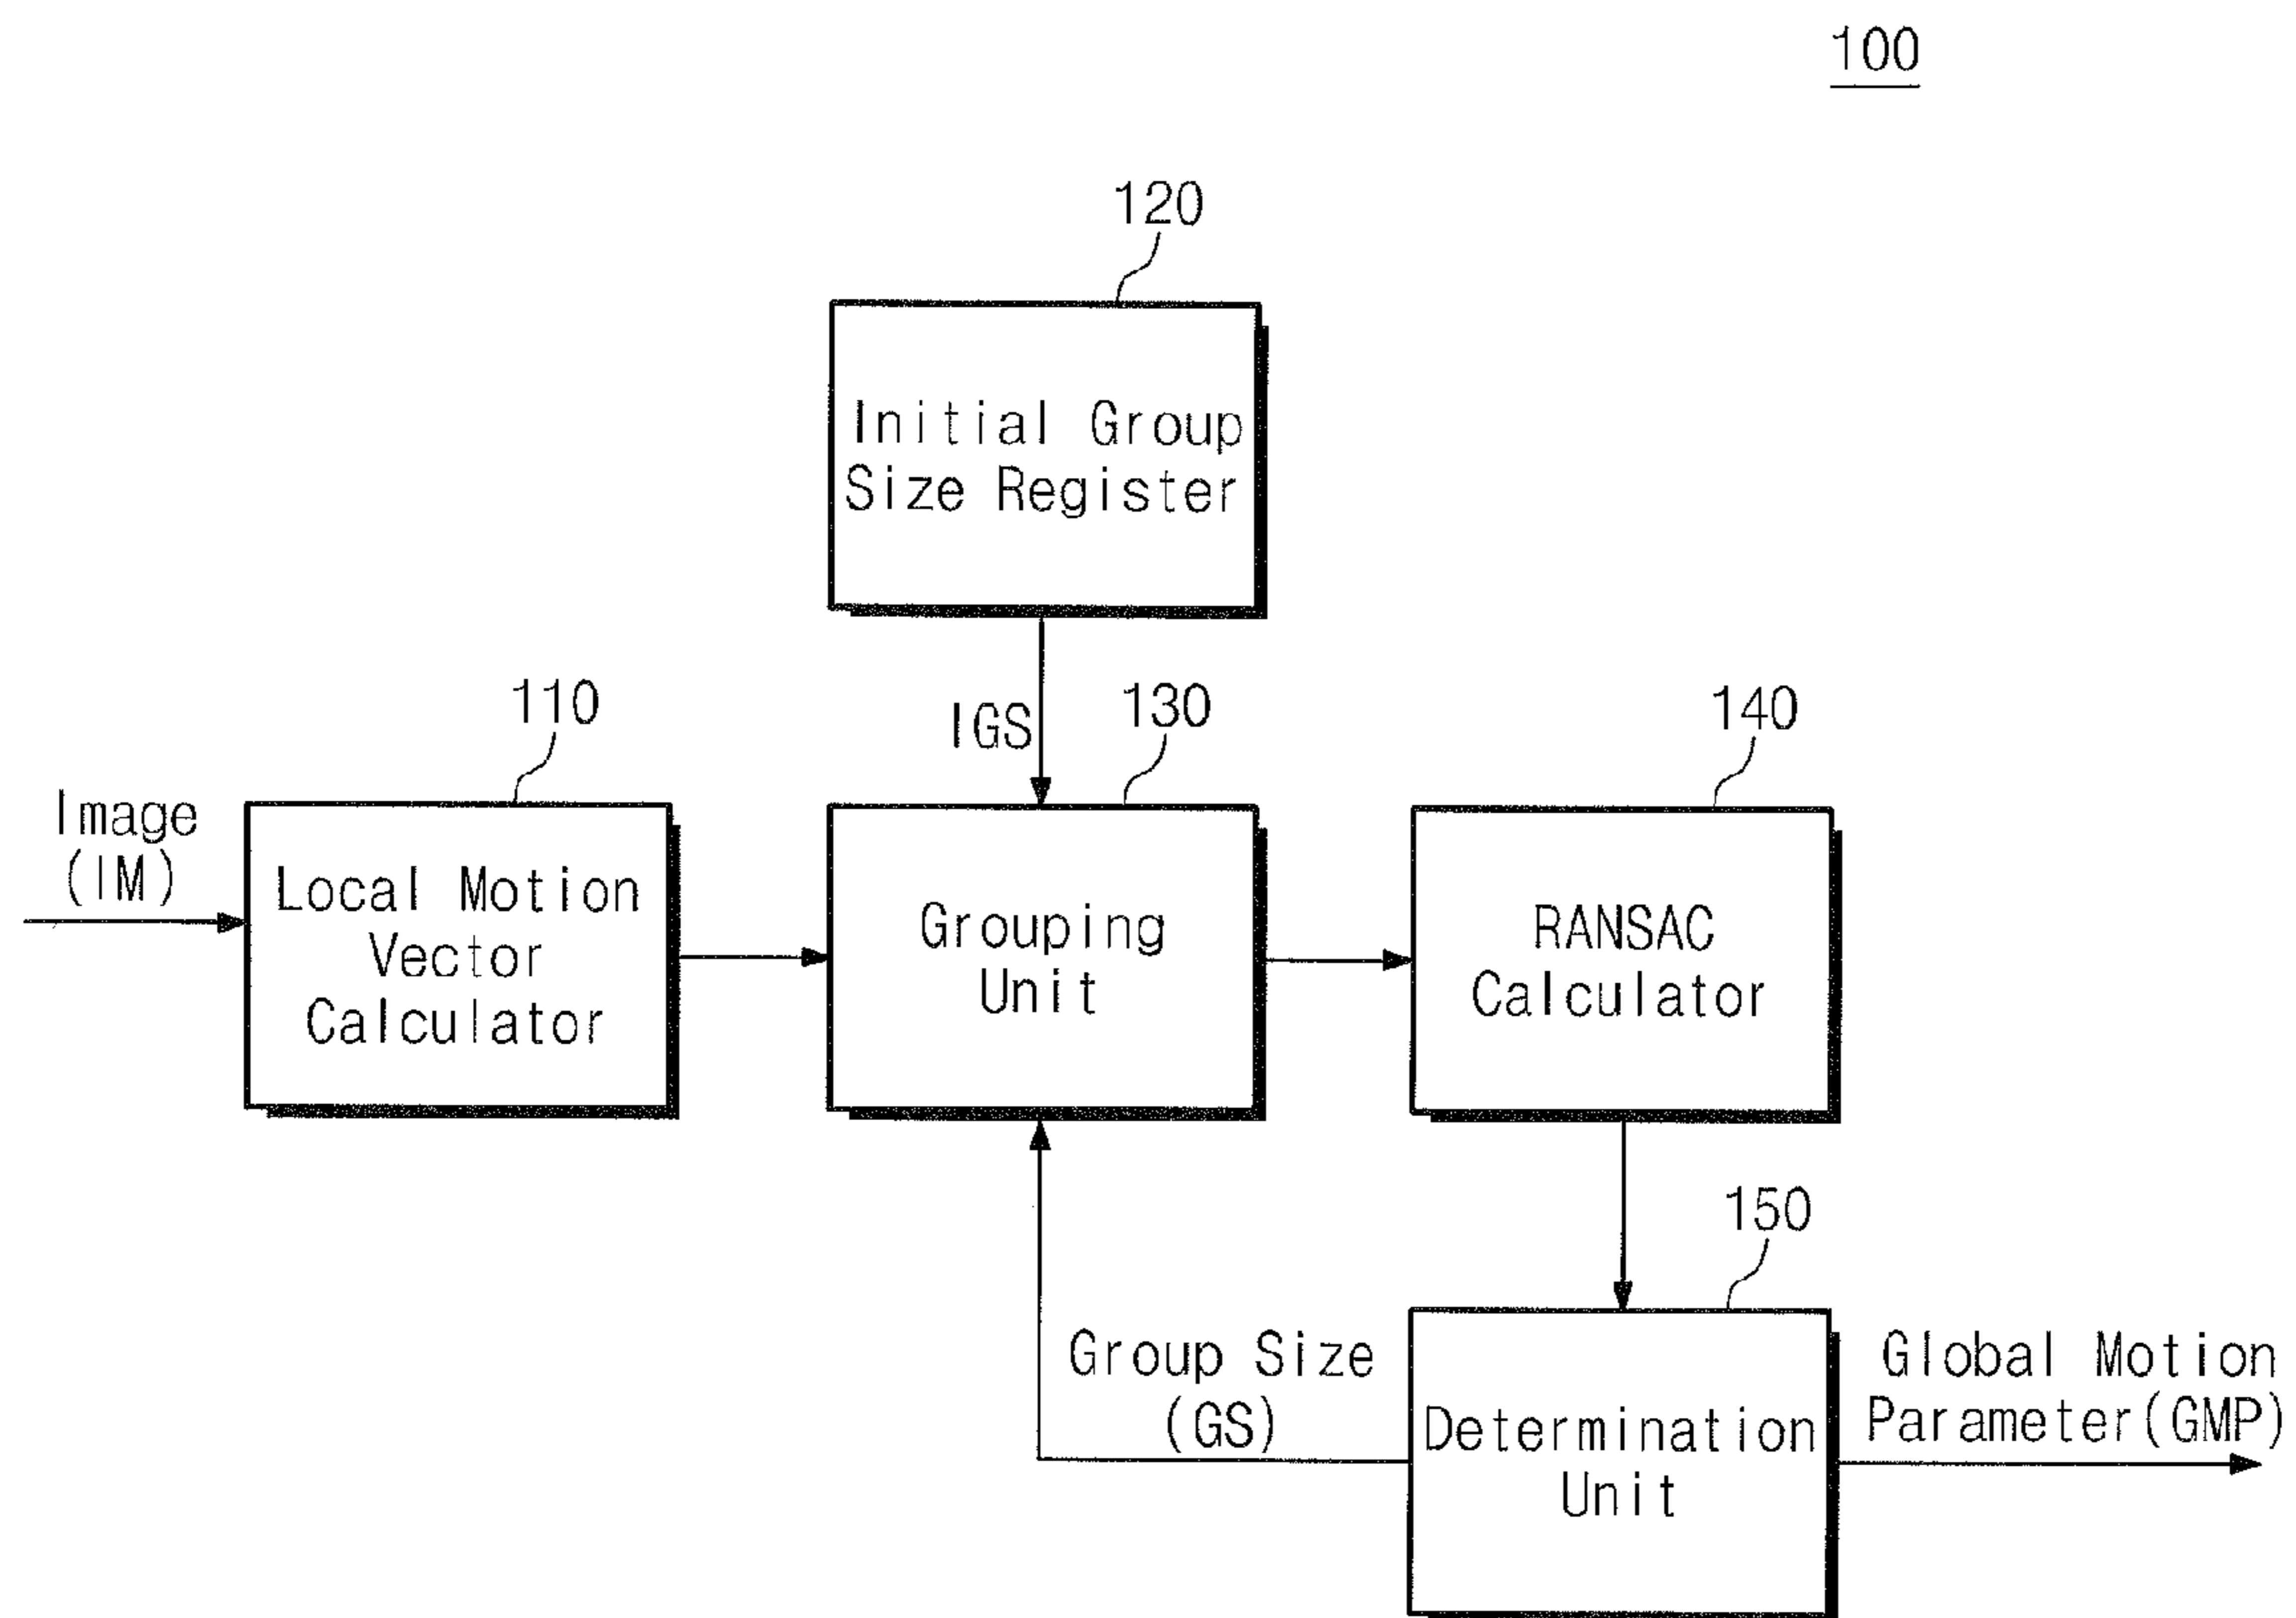 100
120
Initial Group
Size Register
110
IGS
130
140
Image
(IM)
Local Motion
Vector
Calculator
Grouping
Unit
RANSAC
Calculator
150
Group Size
(GS)
Determination
Unit
Global Motion
Parameter(GMP)